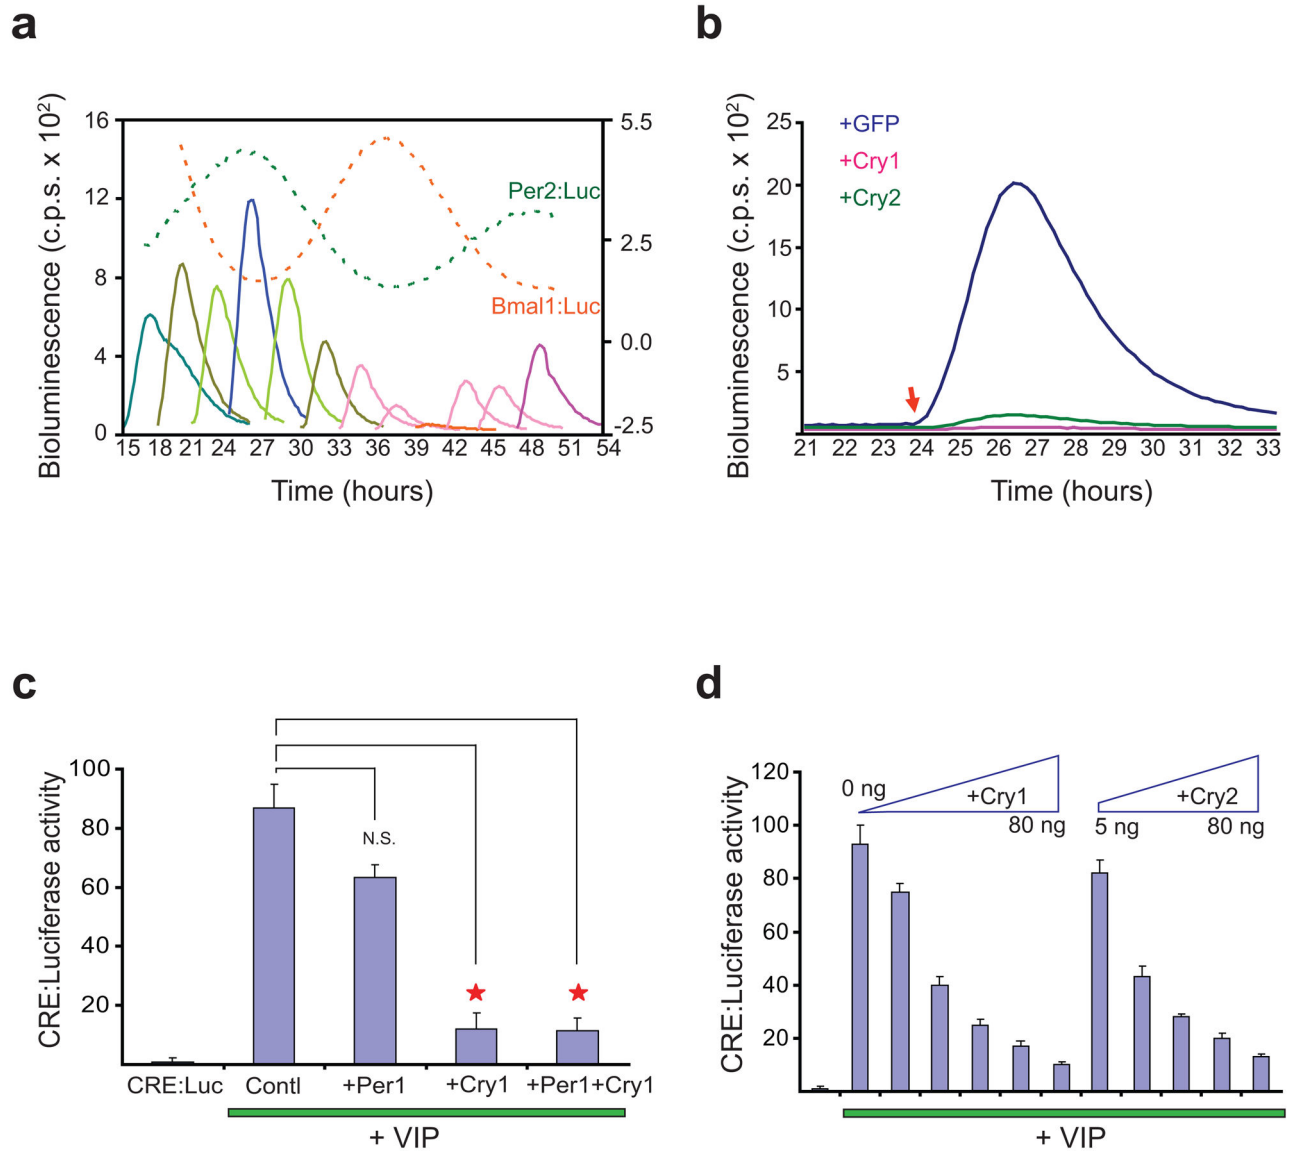 a
Bioluminescence (c.p.s. x 10²)
16
12
8
4
0
5.5
2.5
0.0
-2.5
Per2:Luc
Bmal1:Luc
15 18 21 24 27 30 33 36 39 42 45 48 51 54
Time (hours)
b
Bioluminescence (c.p.s. x 10²)
25
20
15
10
5
+GFP
+Cry1
+Cry2
21 22 23 24 25 26 27 28 29 30 31 32 33
Time (hours)
c
CRE:Luciferase activity
100
80
60
40
20
N.S.
CRE:Luc Contl +Per1 +Cry1 +Per1+Cry1
+ VIP
d
CRE:Luciferase activity
120
100
80
60
40
20
0 ng
+Cry1
80 ng
+Cry2
5 ng
80 ng
+ VIP